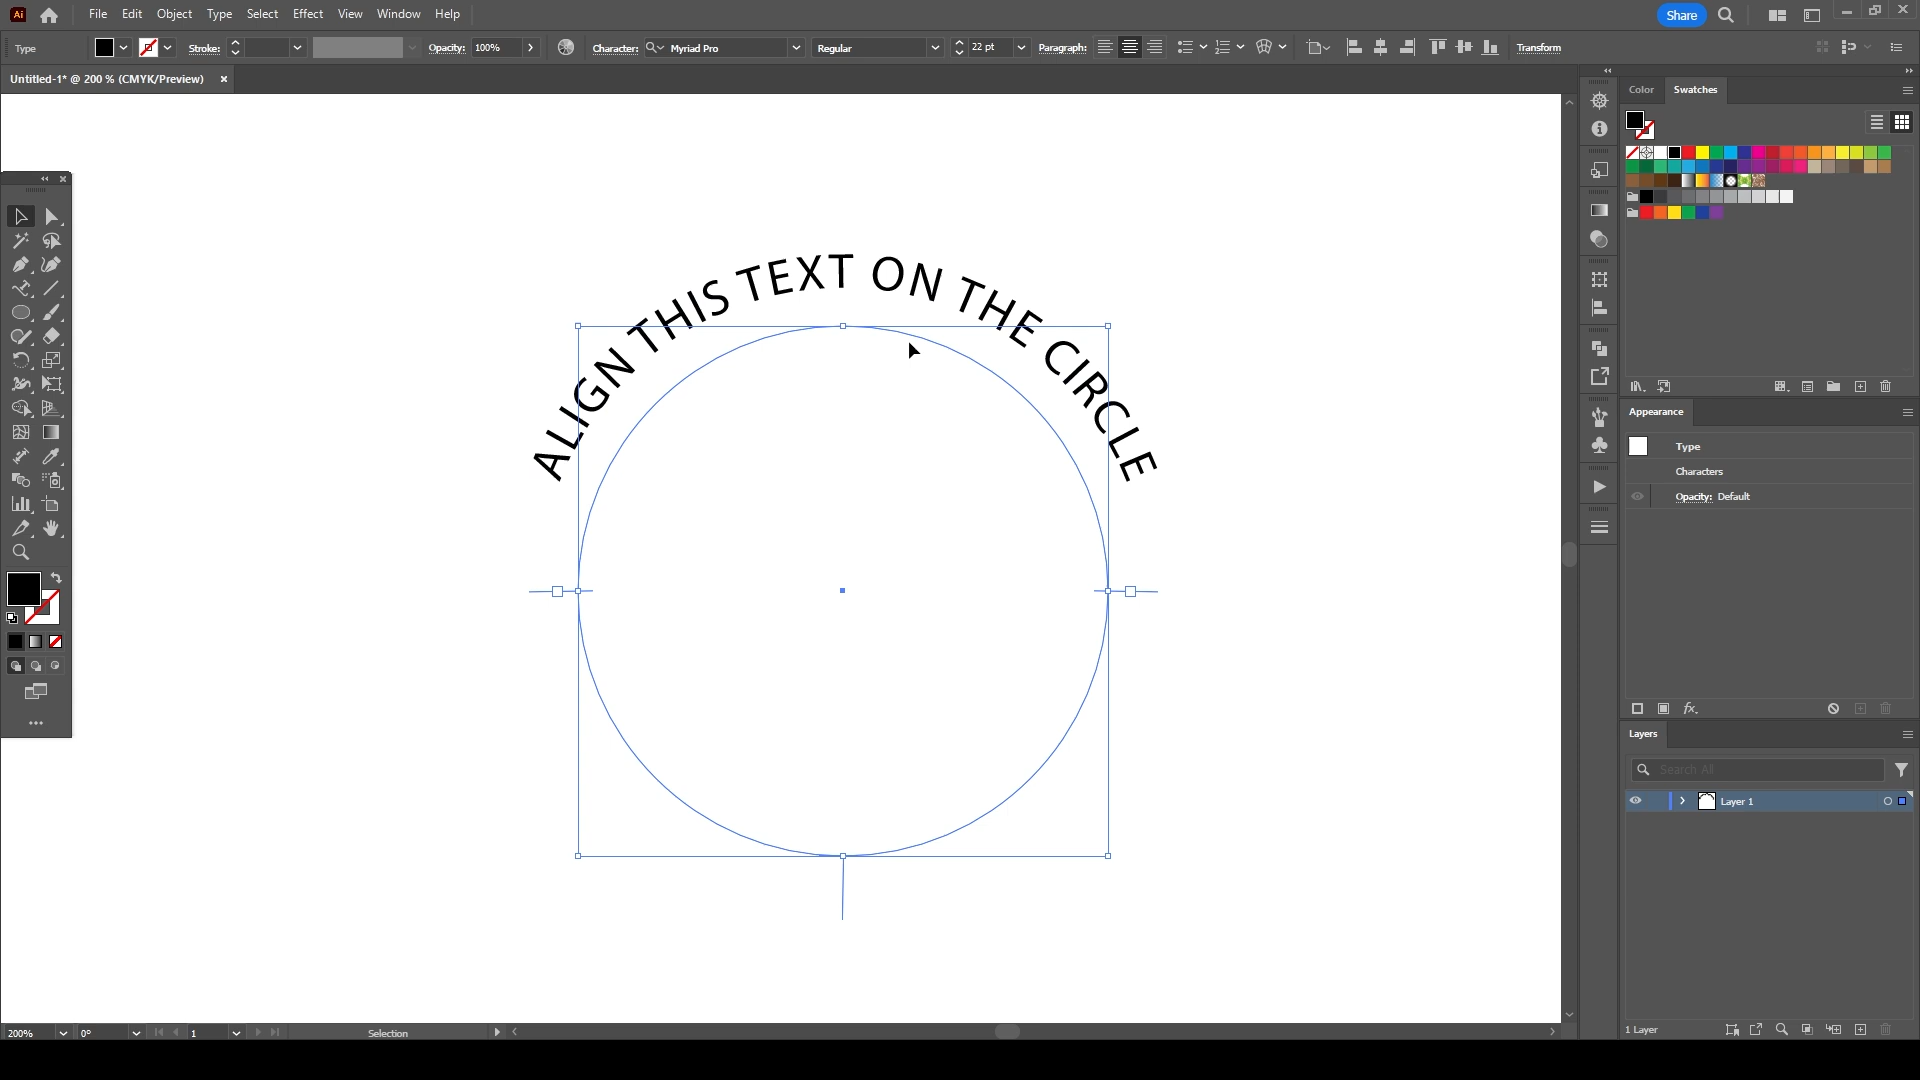 Ai File Edit Object Type Select Effect View Window Help Share
Type Stroke: Opacity: 100% Character: Myriad Pro Regular 22 pt Paragraph: Transform
Untitled-1* @ 200 % (CMYK/Preview)
Color Swatches
ALIGN THIS TEXT ON THE CIRCLE
Appearance
Type
Characters
Opacity: Default
fx
Layers
Search All
Layer 1
1 Layer
200% 0° 1 Selection